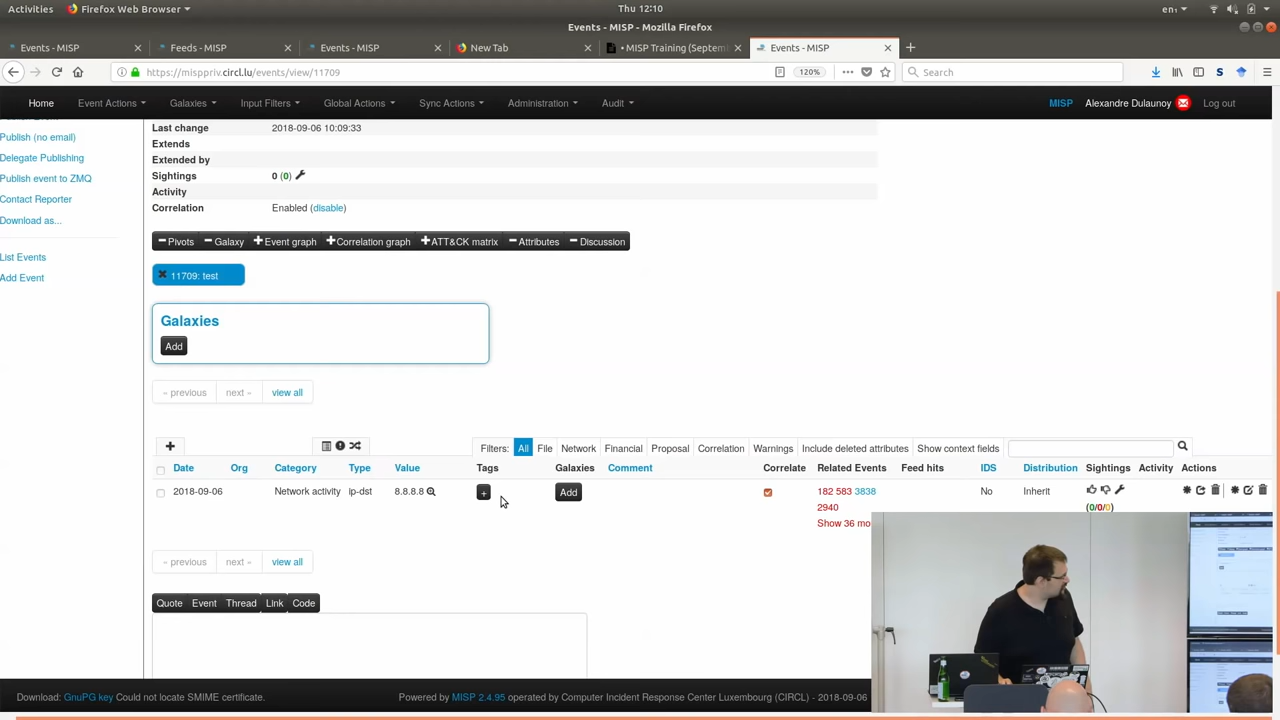 Activities Firefox Web Browser Thu 12:10 en1
Events - MISP - Mozilla Firefox
Events - MISP Feeds - MISP Events - MISP New Tab • MISP Training (Septem Events - MISP
https://misppriv.circl.lu/events/view/11709 120% Search
Home Event Actions Galaxies Input Filters Global Actions Sync Actions Administration Audit MISP Alexandre Dulaunoy Log out
Publish (no email)
Delegate Publishing
Publish event to ZMQ
Contact Reporter
Download as...
List Events
Add Event
Last change 2018-09-06 10:09:33
Extends
Extended by
Sightings 0 (0)
Activity
Correlation Enabled (disable)
Pivots Galaxy Event graph Correlation graph ATT&CK matrix Attributes Discussion
11709: test
Galaxies
Add
« previous next » view all
Filters: All File Network Financial Proposal Correlation Warnings Include deleted attributes Show context fields
Date Org Category Type Value Tags Galaxies Comment Correlate Related Events Feed hits IDS Distribution Sightings Activity Actions
2018-09-06 Network activity ip-dst 8.8.8.8 + Add 182 583 3838 No Inherit
2940 (0/0/0)
Show 36 mo
« previous next » view all
Quote Event Thread Link Code
Download: GnuPG key Could not locate SMIME certificate. Powered by MISP 2.4.95 operated by Computer Incident Response Center Luxembourg (CIRCL) - 2018-09-06